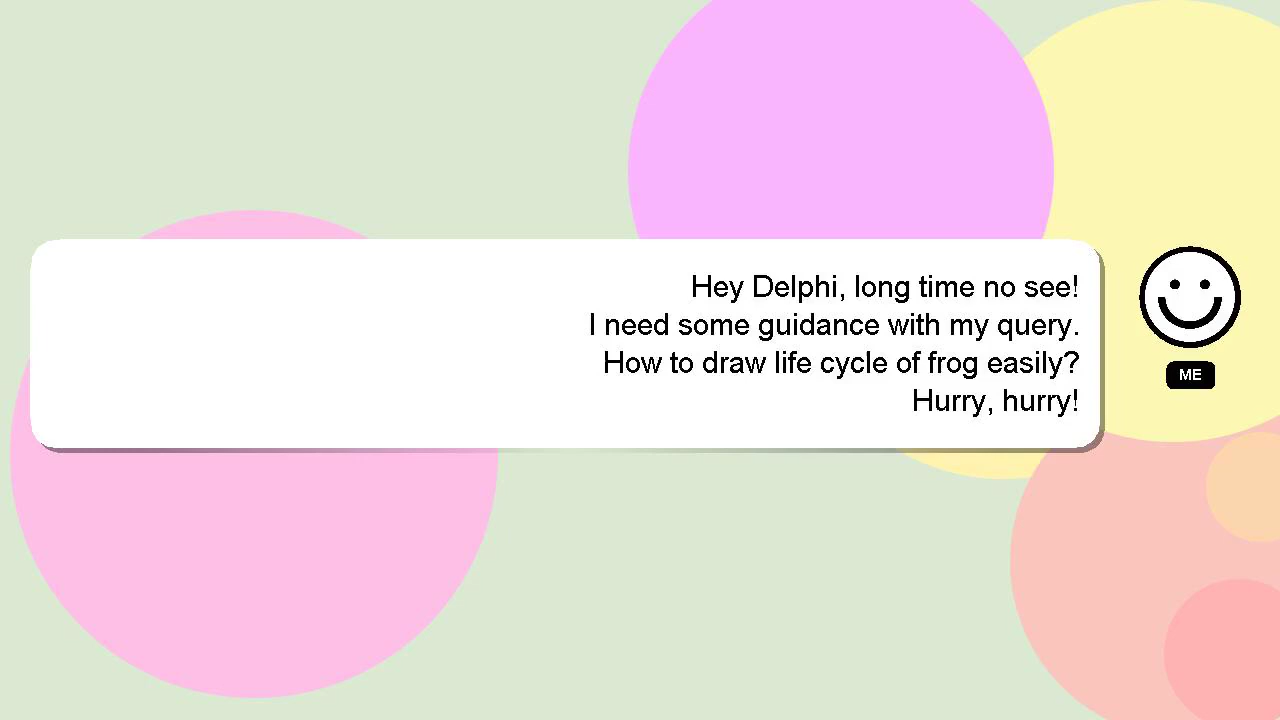 Hey Delphi, long time no see!
I need some guidance with my query.
How to draw life cycle of frog easily?
Hurry, hurry!
ME